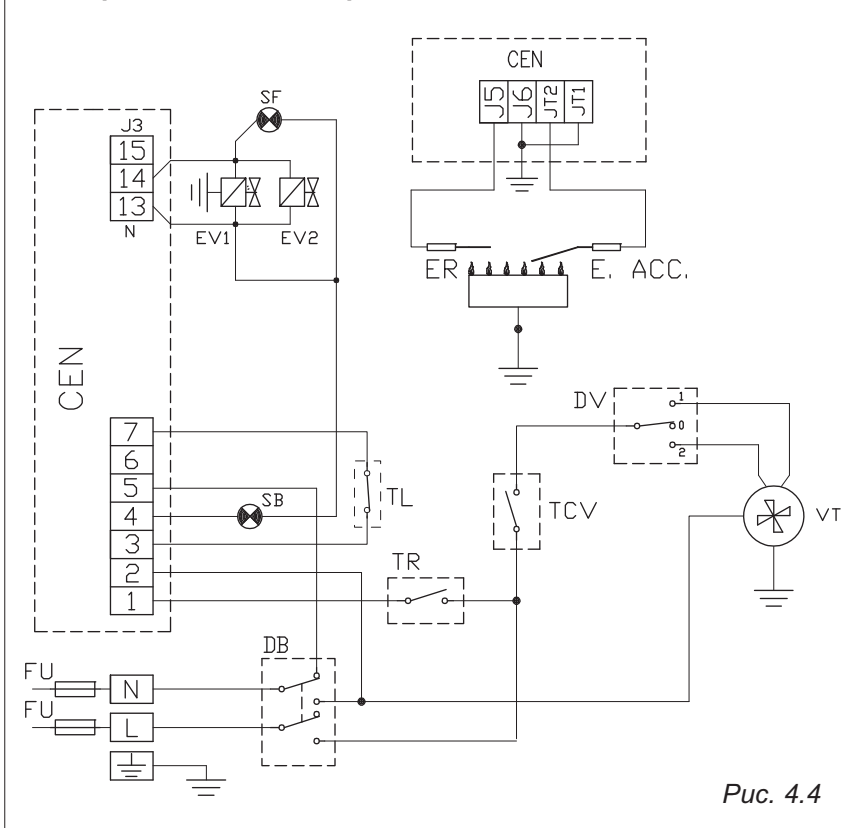 CEN
J5 J6 JT2 JT1
SF
J3
15
14
13
N
EV1 EV2
ER E. ACC.
CEN
DV
1
0
2
7
6
5
4
3
2
1
SB
TL
TCV
VT
TR
DB
FU N
FU L
Рис. 4.4